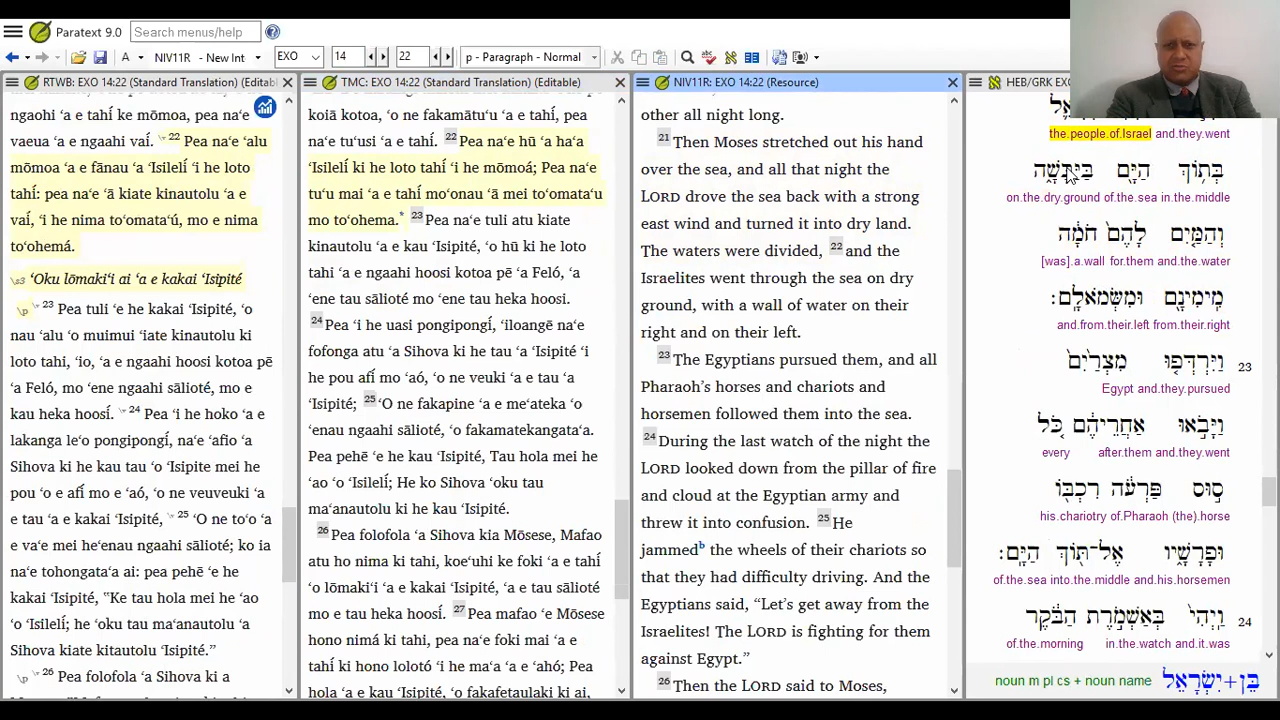 Paratext 9.0
Search menus/help
A
NIV11R - New Int
EXO
14
22
p - Paragraph - Normal
RTWB: EXO 14:22 (Standard Translation) (Editab
ngaohi ʻa e tahí ke mōmoa, pea naʻe
vaeua ʻa e ngaahi vaí. 22 Pea naʻe ʻalu
mōmoa ʻa e fānau ʻa ʻIsilelí ʻi he loto
tahí: pea naʻe ʻā kiate kinautolu ʻa e
vaí, ʻi he nima toʻomataʻú, mo e nima
toʻohemá.
\s3 ʻOku lōmakiʻi ai ʻa e kakai ʻIsipité
\p 23 Pea tuli ʻe he kakai ʻIsipité, ʻo
nau ʻalu ʻo muimui ʻiate kinautolu ki
loto tahi, ʻio, ʻa e ngaahi hoosi kotoa pē
ʻa Feló, mo ʻene ngaahi sālioté, mo e
kau heka hoosí. 24 Pea ʻi he hoko ʻa e
lakanga leʻo pongipongí, naʻe ʻafio ʻa
Sihova ki he kau tau ʻo ʻIsipite mei he
pou ʻo e afí mo e ʻaó, ʻo ne veuveuki ʻa
e tau ʻa e kakai ʻIsipité, 25 ʻO ne toʻo ʻa
e vaʻe mei heʻenau ngaahi sālioté; ko ia
naʻe tohongataʻa ai: pea pehē ʻe he
kakai ʻIsipité, “Ke tau hola mei he ʻao
ʻo ʻIsilelí; he ʻoku tau maʻanautolu ʻa
Sihova kiate kitautolu ʻIsipité.”
\p 26 Pea folofola ʻa Sihova kia
TMC: EXO 14:22 (Standard Translation) (Editable)
koiā kotoa, ʻo ne fakamātuʻu ʻa e tahí, pea
naʻe tuʻusi ʻa e tahí. 22 Pea naʻe hū ʻa haʻa
ʻIsilelí ki he loto tahí ʻi he mōmoá; Pea naʻe
tuʻu mai ʻa e tahí moʻonau ʻā mei toʻomataʻu
mo toʻohema.* 23 Pea naʻe tuli atu kiate
kinautolu ʻa e kau ʻIsipité, ʻo hū ki he loto
tahi ʻa e ngaahi hoosi kotoa pē ʻa Feló, ʻa
ʻene tau sālioté mo ʻene tau heka hoosi.
24 Pea ʻi he uasi pongipongí, ʻiloangē naʻe
fofonga atu ʻa Sihova ki he tau ʻa ʻIsipité ʻi
he pou afí mo ʻaó, ʻo ne veuki ʻa e tau ʻa
ʻIsipité; 25 ʻO ne fakapine ʻa e meʻateka ʻo
ʻenau ngaahi sālioté, ʻo fakamatekangataʻa.
Pea pehē ʻe he kau ʻIsipité, Tau hola mei he
ʻao ʻo ʻIsilelí; He ko Sihova ʻoku tau
maʻanautolu ki he kau ʻIsipité.
26 Pea folofola ʻa Sihova kia Mōsese, Mafao
atu ho nima ki tahi, koeʻuhi ke foki ʻa e tahí
ʻo lōmakiʻi ʻa e kakai ʻIsipité, ʻa e tau sālioté
mo e tau heka hoosí. 27 Pea mafao ʻe Mōsese
hono nimá ki tahi, pea naʻe foki mai ʻa e
tahí ki hono lolotó ʻi he maʻa ʻa e ʻahó; Pea
hola ʻa e kau ʻIsipité ʻo fakafetaulaki ki ai,
NIV11R: EXO 14:22 (Resource)
other all night long.
21 Then Moses stretched out his hand
over the sea, and all that night the
LORD drove the sea back with a strong
east wind and turned it into dry land.
The waters were divided, 22 and the
Israelites went through the sea on dry
ground, with a wall of water on their
right and on their left.
23 The Egyptians pursued them, and all
Pharaoh’s horses and chariots and
horsemen followed them into the sea.
24 During the last watch of the night the
LORD looked down from the pillar of fire
and cloud at the Egyptian army and
threw it into confusion. 25 He
jammedb the wheels of their chariots so
that they had difficulty driving. And the
Egyptians said, “Let’s get away from the
Israelites! The LORD is fighting for them
against Egypt.”
26 Then the LORD said to Moses,
HEB/GRK EXO
the.people.of.Israel and.they.went
בְּת֥וֹךְ הַיָּ֖ם בַּיַּבָּשָׁ֑ה
on.the.dry.ground of.the.sea in.the.middle
וְהַמַּ֤יִם לָהֶם֙ חֹמָ֔ה
[was].a.wall for.them and.the.water
מִֽימִינָ֖ם וּמִשְּׂמֹאלָֽם׃
and.from.their.left from.their.right
23 וַיִּרְדְּפ֤וּ מִצְרַ֙יִם֙
Egypt and.they.pursued
וַיָּבֹ֣אוּ אַחֲרֵיהֶ֔ם כֹּ֚ל
every after.them and.they.went
ס֣וּס פַּרְעֹ֔ה רִכְבּ֖וֹ
his.chariotry of.Pharaoh (the).horse
וּפָרָשָׁ֑יו אֶל־תּ֖וֹךְ הַיָּֽם׃
of.the.sea into.the.middle and.his.horsemen
24 וַֽיְהִי֙ בְּאַשְׁמֹ֣רֶת הַבֹּ֔קֶר
of.the.morning in.the.watch and.it.was
noun m pl cs + noun name בֵּן+יִשְׂרָאֵל